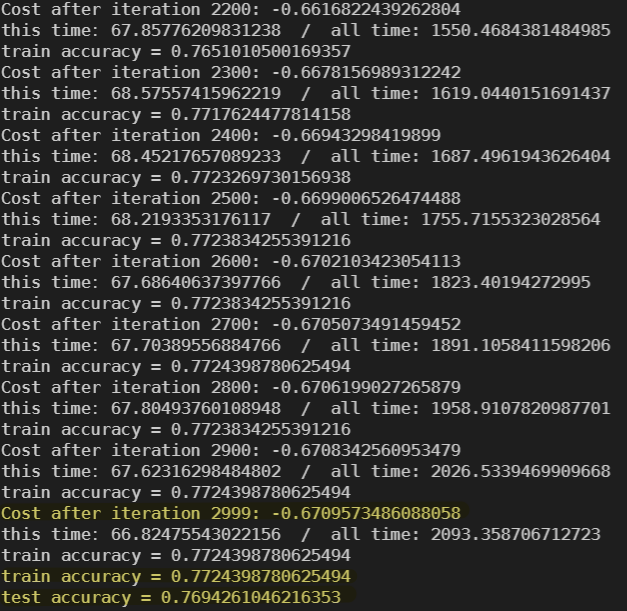 Cost after iteration 2200: -0.6616822439262804
this time: 67.85776209831238  /  all time: 1550.4684381484985
train accuracy = 0.7651010500169357
Cost after iteration 2300: -0.6678156989312242
this time: 68.57557415962219  /  all time: 1619.0440151691437
train accuracy = 0.7717624477814158
Cost after iteration 2400: -0.66943298419899
this time: 68.45217657089233  /  all time: 1687.4961943626404
train accuracy = 0.7723269730156938
Cost after iteration 2500: -0.6699006526474488
this time: 68.2193353176117  /  all time: 1755.7155323028564
train accuracy = 0.7723834255391216
Cost after iteration 2600: -0.6702103423054113
this time: 67.68640637397766  /  all time: 1823.40194272995
train accuracy = 0.7723834255391216
Cost after iteration 2700: -0.6705073491459452
this time: 67.70389556884766  /  all time: 1891.1058411598206
train accuracy = 0.7724398780625494
Cost after iteration 2800: -0.6706199027265879
this time: 67.80493760108948  /  all time: 1958.9107820987701
train accuracy = 0.7723834255391216
Cost after iteration 2900: -0.6708342560953479
this time: 67.62316298484802  /  all time: 2026.5339469909668
train accuracy = 0.7724398780625494
Cost after iteration 2999: -0.6709573486088058
this time: 66.82475543022156  /  all time: 2093.358706712723
train accuracy = 0.7724398780625494
train accuracy = 0.7724398780625494
test accuracy = 0.7694261046216353